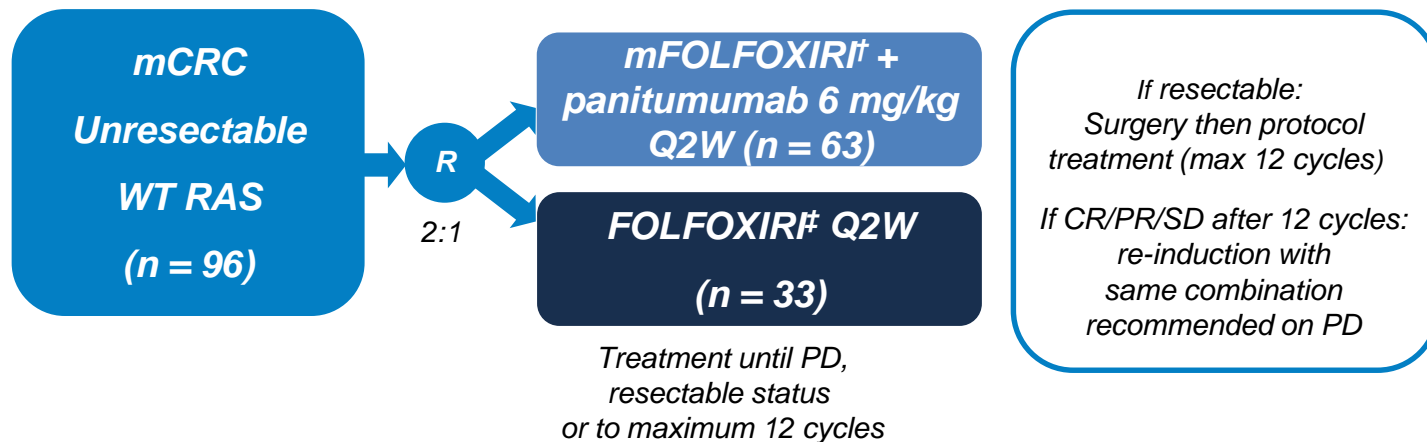 mCRC
Unresectable
WT RAS
(n = 96)
R
2:1
mFOLFOXIRI† +
panitumumab 6 mg/kg
Q2W (n = 63)
FOLFOXIRI‡ Q2W
(n = 33)
Treatment until PD,
resectable status
or to maximum 12 cycles
If resectable:
Surgery then protocol
treatment (max 12 cycles)
If CR/PR/SD after 12 cycles:
re-induction with
same combination
recommended on PD